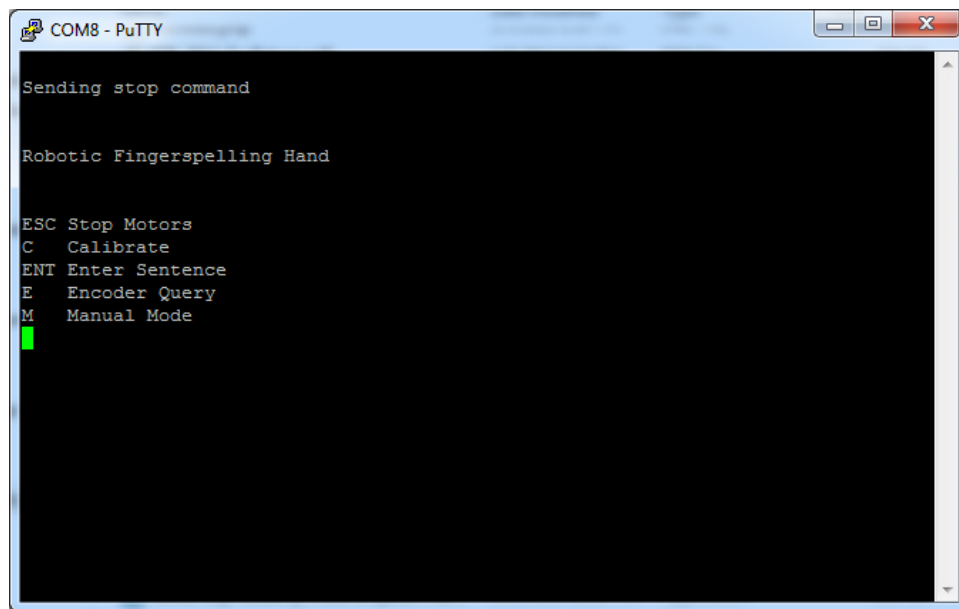 COM8 - PuTTY
Sending stop command
Robotic Fingerspelling Hand
ESC Stop Motors
C   Calibrate
ENT Enter Sentence
E   Encoder Query
M   Manual Mode